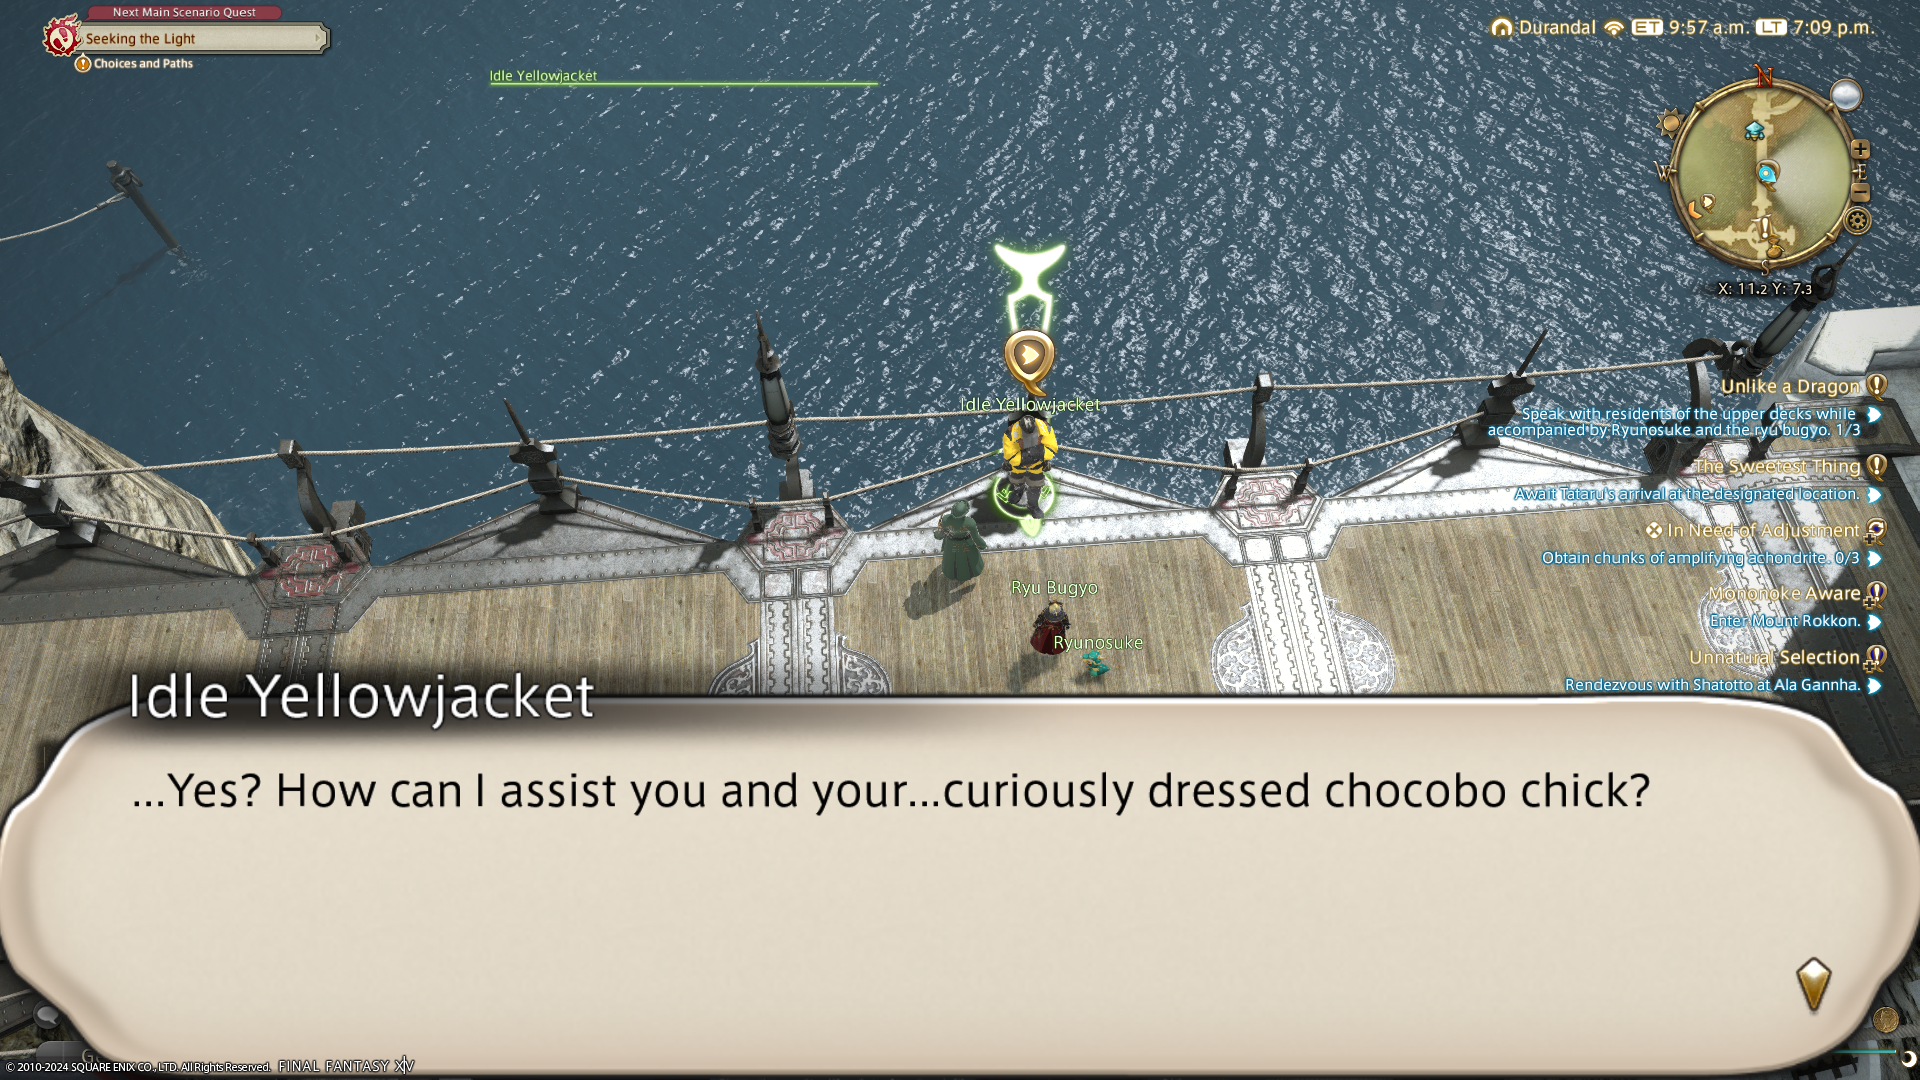 Next Main Scenario Quest
Seeking the Light
Choices and Paths
Idle Yellowjacket
Durandal ET 9:57 a.m. LT 7:09 p.m.
N
W
E
S
X: 11.2 Y: 7.3
Unlike a Dragon
Speak with residents of the upper decks while
accompanied by Ryunosuke and the ryu bugyo. 1/3
The Sweetest Thing
Await Tataru's arrival at the designated location.
In Need of Adjustment
Obtain chunks of amplifying achondrite. 0/3
Mononoke Aware
Enter Mount Rokkon.
Unnatural Selection
Rendezvous with Shatotto at Ala Gannha.
Idle Yellowjacket
Ryu Bugyo
Ryunosuke
Idle Yellowjacket
...Yes? How can I assist you and your...curiously dressed chocobo chick?
© 2010-2024 SQUARE ENIX CO., LTD. All Rights Reserved. FINAL FANTASY XIV